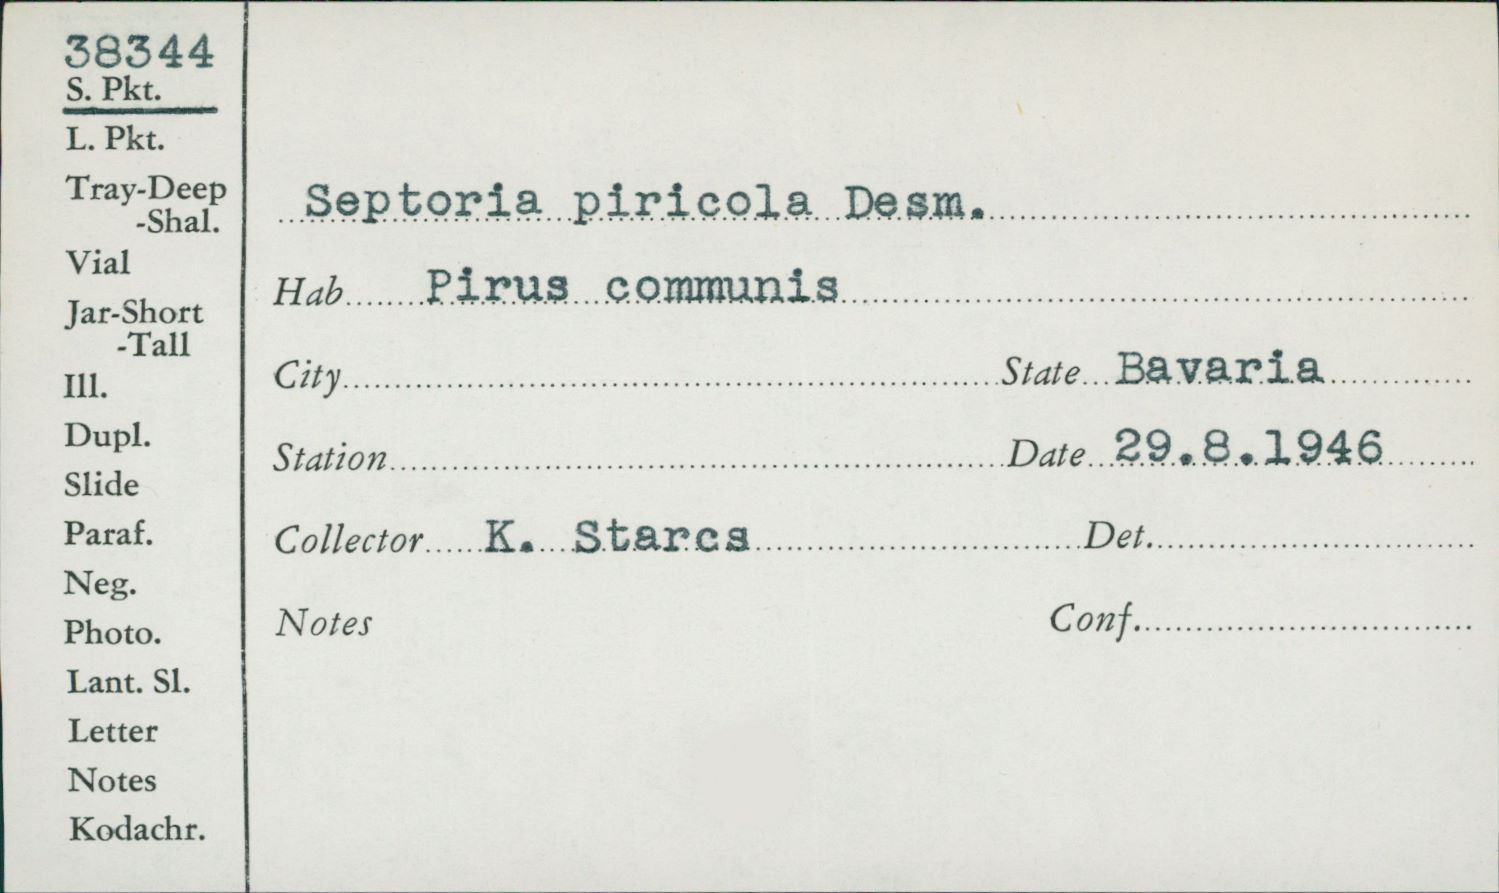 38344
S. Pkt.
L. Pkt.
Tray-Deep
-Shal.
Vial
Jar-Short
-Tall
Ill.
Dupl.
Slide
Paraf.
Neg.
Photo.
Lant. Sl.
Letter
Notes
Kodachr.
Septoria piricola Desm.
Hab Pirus communis
City State Bavaria
Station Date 29.8.1946
Collector K. Starcs Det.
Notes Conf.